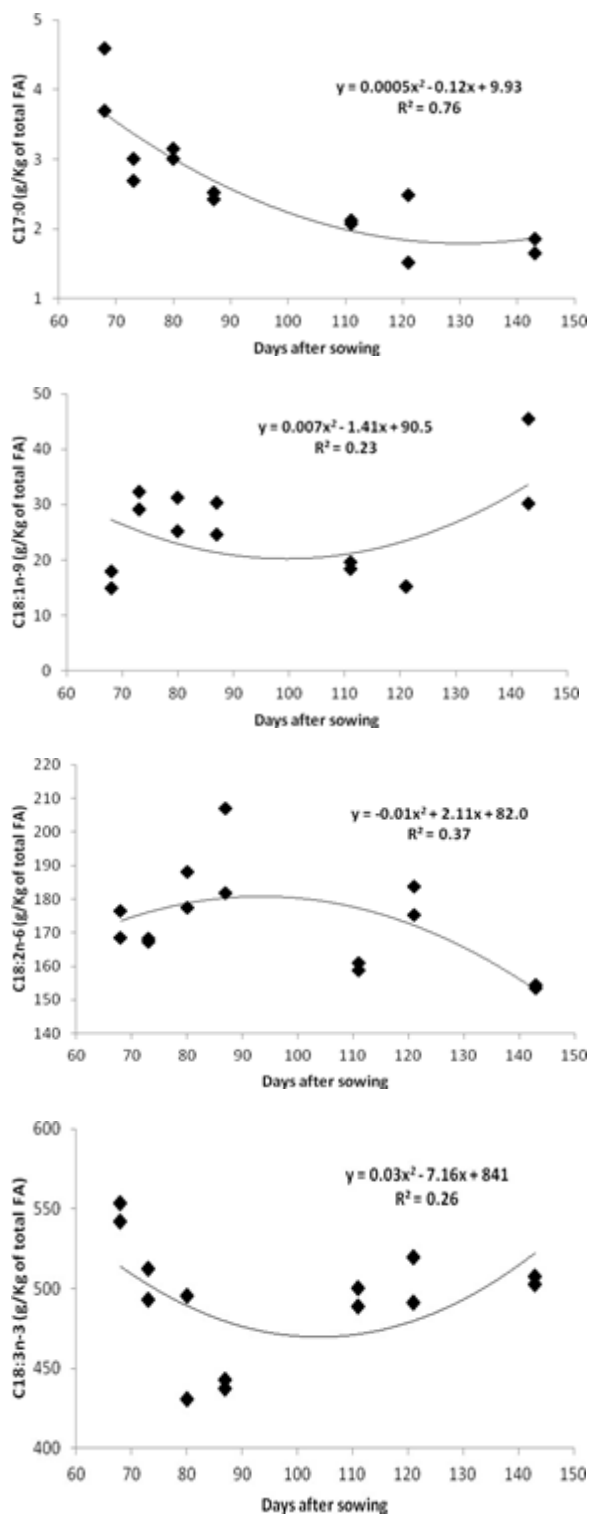 5
y = 0.0005x² - 0.12x + 9.93
R² = 0.76
4
3
2
1
C17:0 (g/Kg of total FA)
60 70 80 90 100 110 120 130 140 150
Days after sowing
50
y = 0.007x² - 1.41x + 90.5
R² = 0.23
40
30
20
10
0
C18:1n-9 (g/Kg of total FA)
60 70 80 90 100 110 120 130 140 150
Days after sowing
220
210
y = -0.01x² + 2.11x + 82.0
R² = 0.37
200
190
180
170
160
150
140
C18:2n-6 (g/Kg of total FA)
60 70 80 90 100 110 120 130 140 150
Days after sowing
600
y = 0.03x² - 7.16x + 841
R² = 0.26
550
500
450
400
C18:3n-3 (g/Kg of total FA)
60 70 80 90 100 110 120 130 140 150
Days after sowing